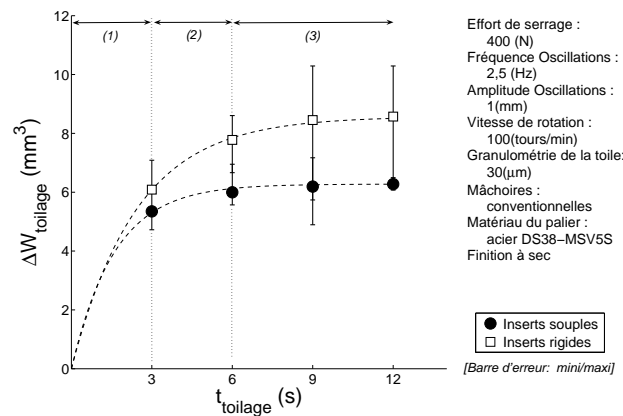 12
10
8
6
4
2
0
ΔW toilage (mm³)
(1)
(2)
(3)
3
6
9
12
t toilage (s)
Effort de serrage :
400 (N)
Fréquence Oscillations :
2,5 (Hz)
Amplitude Oscillations :
1(mm)
Vitesse de rotation :
100(tours/min)
Granulométrie de la toile:
30(µm)
Mâchoires :
conventionnelles
Matériau du palier :
acier DS38−MSV5S
Finition à sec
Inserts souples
Inserts rigides
[Barre d'erreur: mini/maxi]